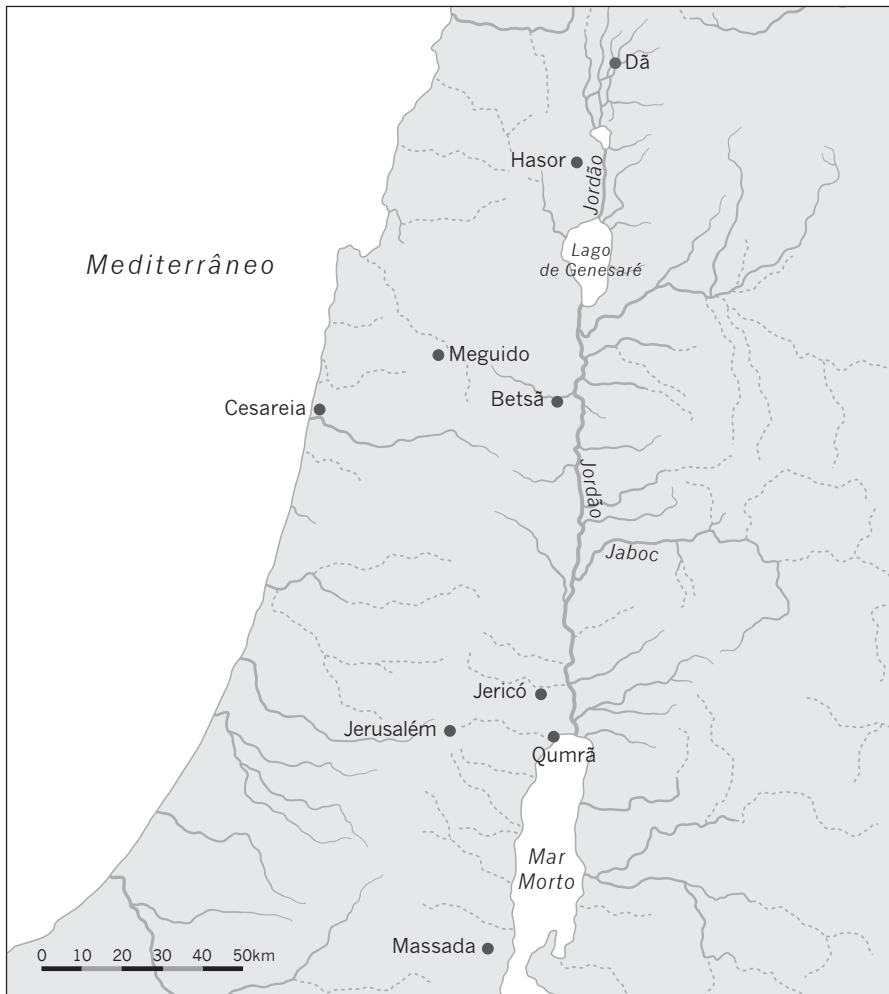 Dã
Hasor
Jordão
Mediterrâneo
Lago
de Genesaré
Meguido
Betsã
Cesareia
Jordão
Jaboc
Jericó
Jerusalém
Qumrã
Mar
Morto
Massada
0 10 20 30 40 50km